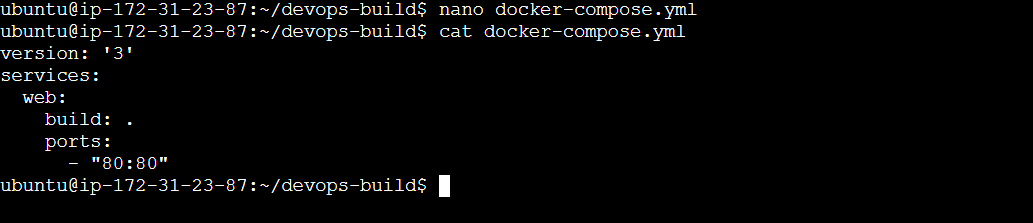 ubuntu@ip-172-31-23-87:~/devops-build$ nano docker-compose.yml
ubuntu@ip-172-31-23-87:~/devops-build$ cat docker-compose.yml
version: '3'
services:
  web:
    build: .
    ports:
      - "80:80"
ubuntu@ip-172-31-23-87:~/devops-build$